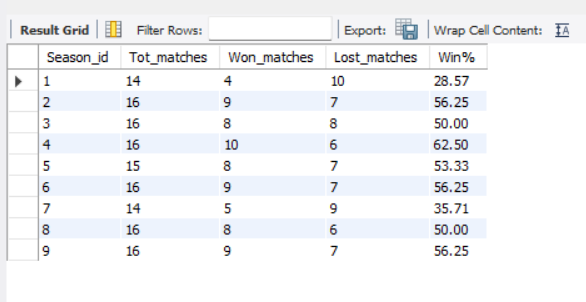 Result Grid Filter Rows: Export: Wrap Cell Content: IA
Season_id Tot_matches Won_matches Lost_matches Win%
1 14 4 10 28.57
2 16 9 7 56.25
3 16 8 8 50.00
4 16 10 6 62.50
5 15 8 7 53.33
6 16 9 7 56.25
7 14 5 9 35.71
8 16 8 6 50.00
9 16 9 7 56.25